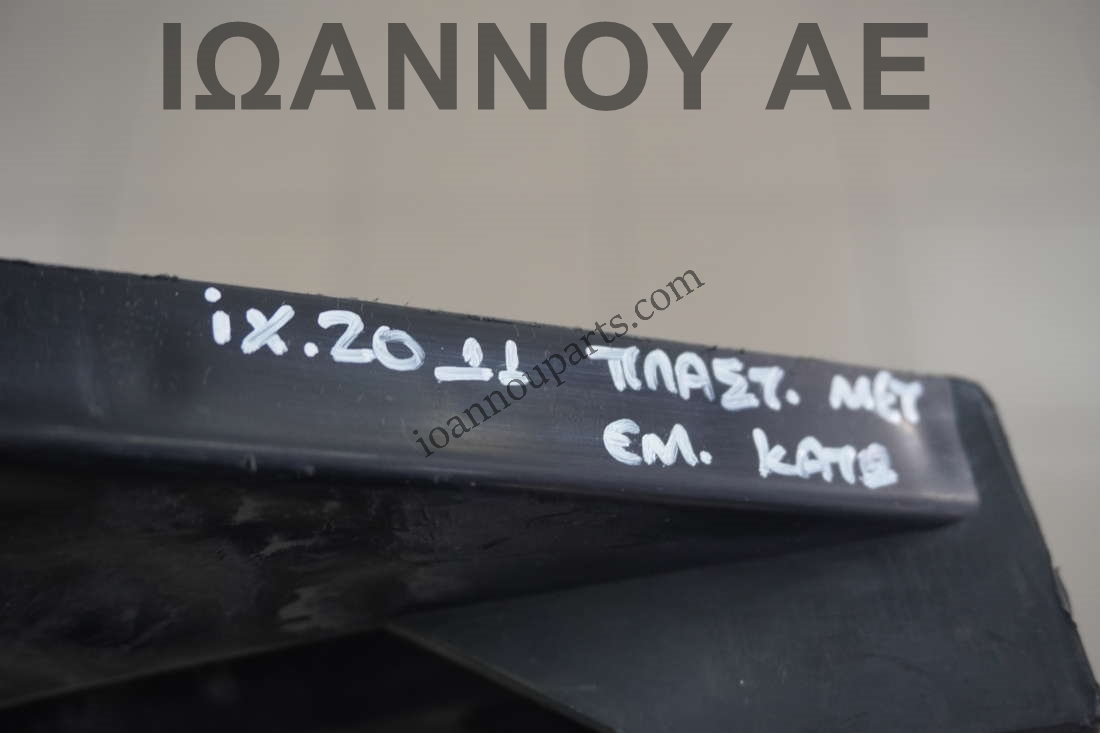 ΙΩΑΝΝΟΥ ΑΕ
ioannouparts.com
ix.20 11 ΠΛΑΣΤ. ΜΕΤ
ΕΜ. ΚΑΤΩ